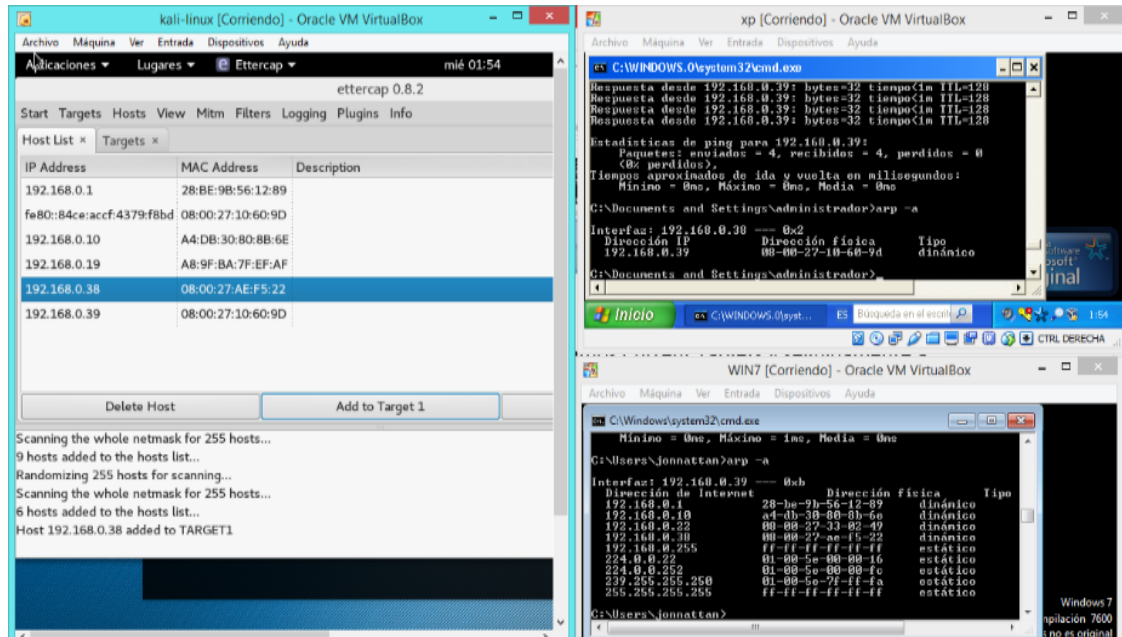 kali-linux [Corriendo] - Oracle VM VirtualBox
Archivo Máquina Ver Entrada Dispositivos Ayuda
Aplicaciones Lugares Ettercap mié 01:54
ettercap 0.8.2
Start Targets Hosts View Mitm Filters Logging Plugins Info
Host List × Targets ×
IP Address MAC Address Description
192.168.0.1 28:BE:9B:56:12:89
fe80::84ce:accf:4379:f8bd 08:00:27:10:60:9D
192.168.0.10 A4:DB:30:80:8B:6E
192.168.0.19 A8:9F:BA:7F:EF:AF
192.168.0.38 08:00:27:AE:F5:22
192.168.0.39 08:00:27:10:60:9D
Delete Host Add to Target 1
Scanning the whole netmask for 255 hosts...
9 hosts added to the hosts list...
Randomizing 255 hosts for scanning...
Scanning the whole netmask for 255 hosts...
6 hosts added to the hosts list...
Host 192.168.0.38 added to TARGET1
xp [Corriendo] - Oracle VM VirtualBox
Archivo Máquina Ver Entrada Dispositivos Ayuda
C:\WINDOWS.0\system32\cmd.exe
Respuesta desde 192.168.0.39: bytes=32 tiempo<1m TTL=128
Respuesta desde 192.168.0.39: bytes=32 tiempo<1m TTL=128
Respuesta desde 192.168.0.39: bytes=32 tiempo<1m TTL=128
Respuesta desde 192.168.0.39: bytes=32 tiempo<1m TTL=128
Estadísticas de ping para 192.168.0.39:
Paquetes: enviados = 4, recibidos = 4, perdidos = 0
(0% perdidos),
Tiempos aproximados de ida y vuelta en milisegundos:
Mínimo = 0ms, Máximo = 0ms, Media = 0ms
C:\Documents and Settings\administrador>arp -a
Interfaz: 192.168.0.38 --- 0x2
Dirección IP Dirección física Tipo
192.168.0.39 08-00-27-10-60-9d dinámico
C:\Documents and Settings\administrador>_
Inicio C:\WINDOWS.0\syst... ES Búsqueda en el escrit 1:54
CTRL DERECHA
WIN7 [Corriendo] - Oracle VM VirtualBox
Archivo Máquina Ver Entrada Dispositivos Ayuda
C:\Windows\system32\cmd.exe
Mínimo = 0ms, Máximo = 1ms, Media = 0ms
C:\Users\jonnattan>arp -a
Interfaz: 192.168.0.39 --- 0xb
Dirección de Internet Dirección física Tipo
192.168.0.1 28-be-9b-56-12-89 dinámico
192.168.0.10 a4-db-30-80-8b-6e dinámico
192.168.0.22 08-00-27-33-02-49 dinámico
192.168.0.38 08-00-27-ae-f5-22 dinámico
192.168.0.255 ff-ff-ff-ff-ff-ff estático
224.0.0.22 01-00-5e-00-00-16 estático
224.0.0.252 01-00-5e-00-00-fc estático
239.255.255.250 01-00-5e-7f-ff-fa estático
255.255.255.255 ff-ff-ff-ff-ff-ff estático
C:\Users\jonnattan>
Windows 7
npilación 7600
s no es original